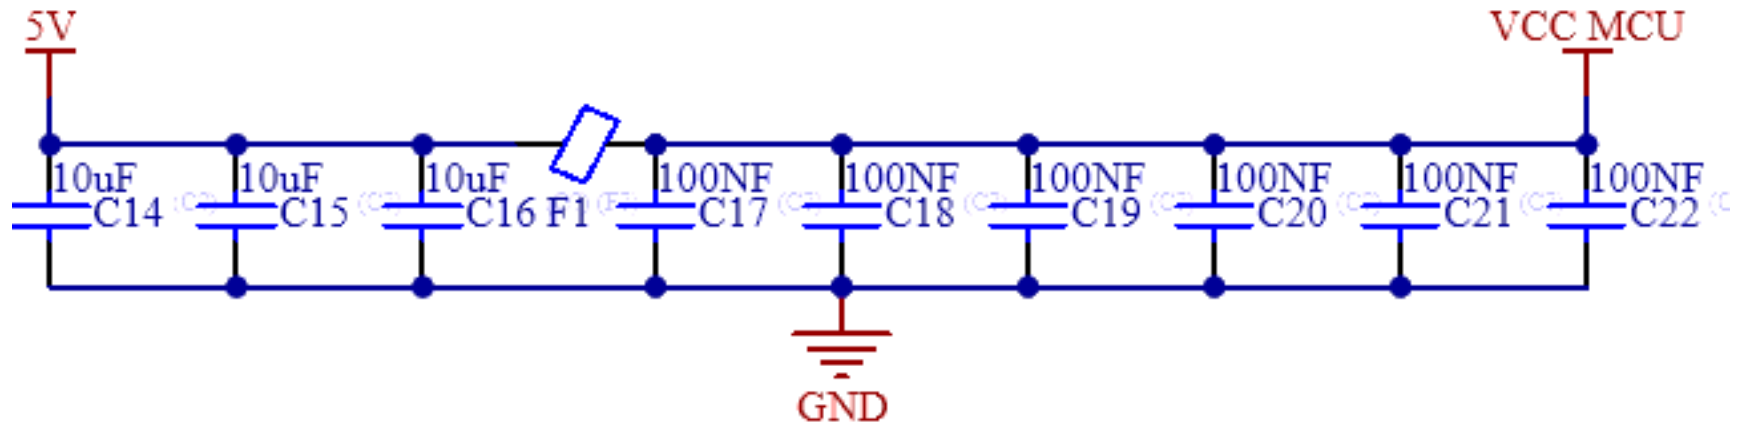 5V VCC MCU
10uF 10uF 10uF 100NF 100NF 100NF 100NF 100NF 100NF
C14 C15 C16 F1 C17 C18 C19 C20 C21 C22
GND